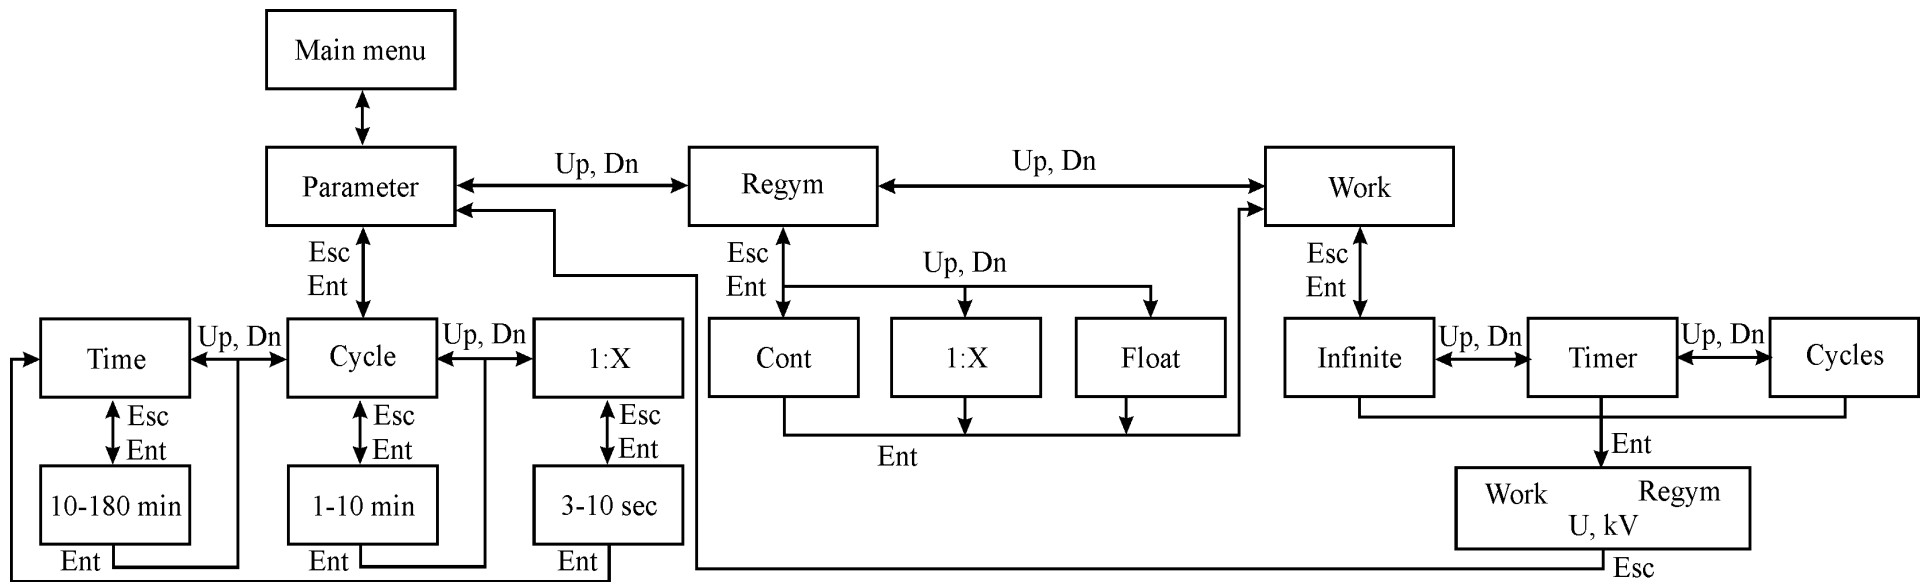 Main menu
Parameter
Up, Dn
Regym
Up, Dn
Work
Esc
Ent
Esc
Ent
Up, Dn
Esc
Ent
Time
Up, Dn
Cycle
Up, Dn
1:X
Cont
1:X
Float
Infinite
Up, Dn
Timer
Up, Dn
Cycles
Esc
Ent
Esc
Ent
Esc
Ent
Ent
Ent
10-180 min
1-10 min
3-10 sec
Work Regym
U, kV
Ent
Ent
Ent
Esc